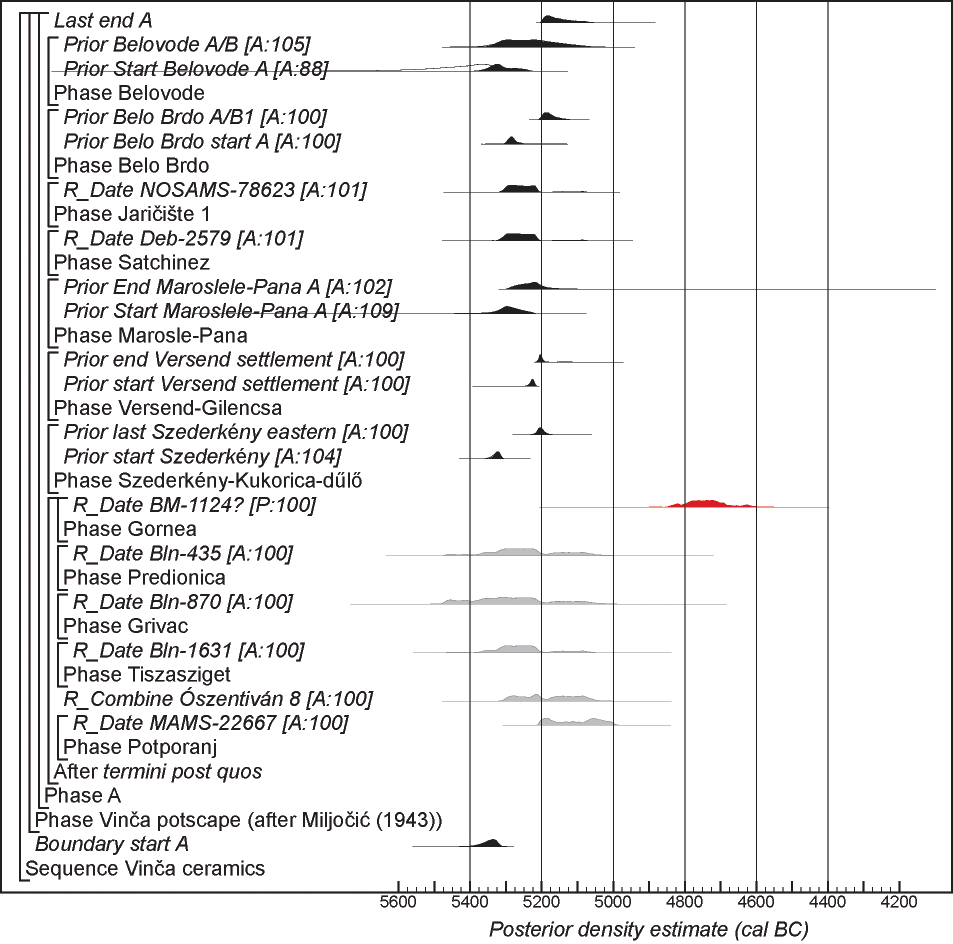 Last end A
Prior Belovode A/B [A:105]
Prior Start Belovode A [A:88]
Phase Belovode
Prior Belo Brdo A/B1 [A:100]
Prior Belo Brdo start A [A:100]
Phase Belo Brdo
R_Date NOSAMS-78623 [A:101]
Phase Jaričište 1
R_Date Deb-2579 [A:101]
Phase Satchinez
Prior End Maroslele-Pana A [A:102]
Prior Start Maroslele-Pana A [A:109]
Phase Marosle-Pana
Prior end Versend settlement [A:100]
Prior start Versend settlement [A:100]
Phase Versend-Gilencsa
Prior last Szederkény eastern [A:100]
Prior start Szederkény [A:104]
Phase Szederkény-Kukorica-dűlő
R_Date BM-1124? [P:100]
Phase Gornea
R_Date Bln-435 [A:100]
Phase Predionica
R_Date Bln-870 [A:100]
Phase Grivac
R_Date Bln-1631 [A:100]
Phase Tiszasziget
R_Combine Ószentiván 8 [A:100]
R_Date MAMS-22667 [A:100]
Phase Potporanj
After termini post quos
Phase A
Phase Vinča potscape (after Miljočić (1943))
Boundary start A
Sequence Vinča ceramics
5600 5400 5200 5000 4800 4600 4400 4200
Posterior density estimate (cal BC)